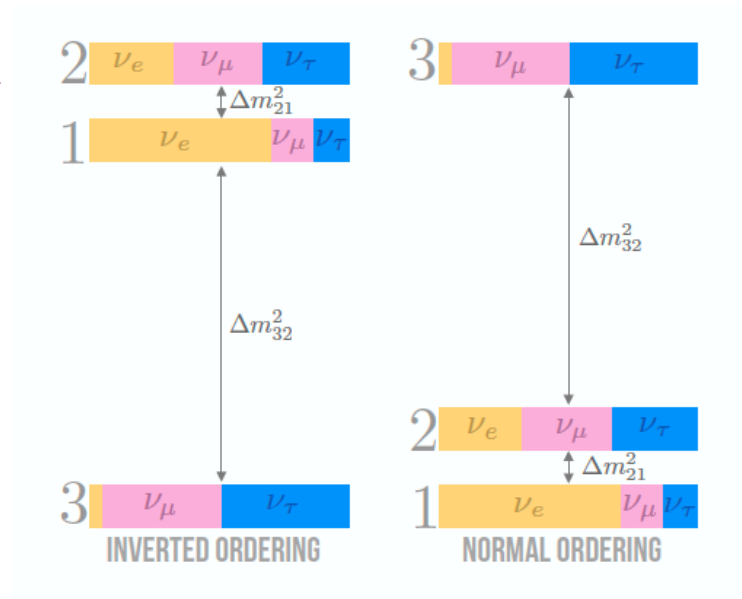 2 νe νμ ντ
Δm²₂₁
1 νe νμ ντ
Δm²₃₂
3 νμ ντ
INVERTED ORDERING
3 νμ ντ
Δm²₃₂
2 νe νμ ντ
Δm²₂₁
1 νe νμ ντ
NORMAL ORDERING